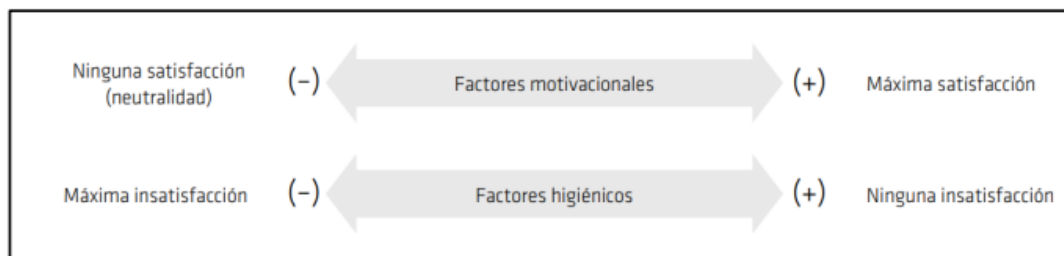 Ninguna satisfacción
(neutralidad)
(−)
Factores motivacionales
(+)
Máxima satisfacción
Máxima insatisfacción
(−)
Factores higiénicos
(+)
Ninguna insatisfacción